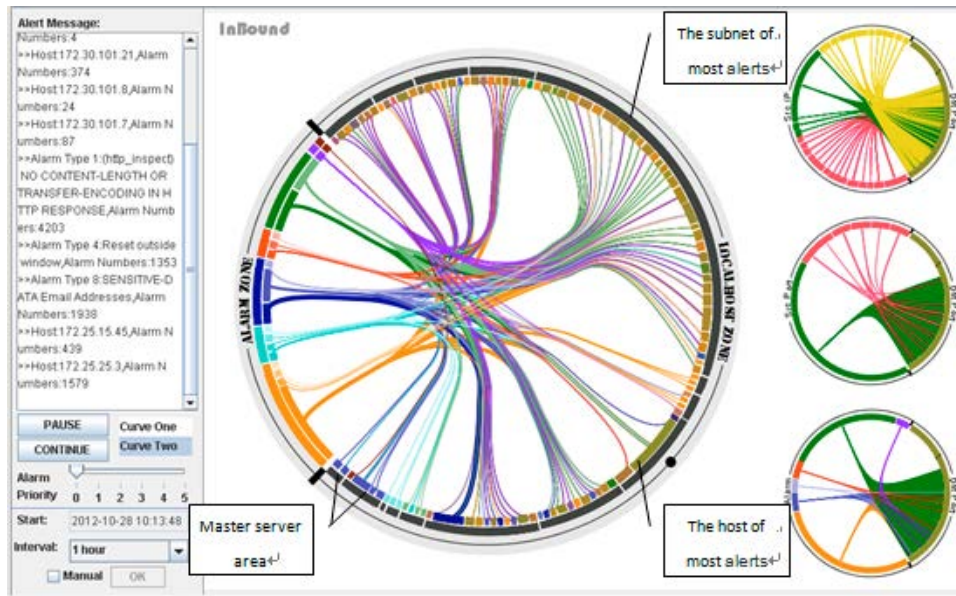 Alert Message:
Numbers:4
>>Host:172.30.101.21,Alarm
Numbers:374
>>Host:172.30.101.8,Alarm N
umbers:24
>>Host:172.30.101.7,Alarm N
umbers:87
>>Alarm Type 1:(http_inspect)
NO CONTENT-LENGTH OR
TRANSFER-ENCODING IN H
TTP RESPONSE,Alarm Numb
ers:4203
>>Alarm Type 4:Reset outside
window,Alarm Numbers:1353
>>Alarm Type 8:SENSITIVE-D
ATA Email Addresses,Alarm
Numbers:1938
>>Host:172.25.15.45,Alarm N
umbers:439
>>Host:172.25.25.3,Alarm N
umbers:1579
PAUSE
Curve One
CONTINUE
Curve Two
Alarm
Priority
0 1 2 3 4 5
Start:
2012-10-28 10:13:48
Interval:
1 hour
Manual
OK
InBound
ALARM ZONE
LOCALHOST ZONE
The subnet of
most alerts
Master server
area
The host of
most alerts
Src IP
Src Port
Alarm